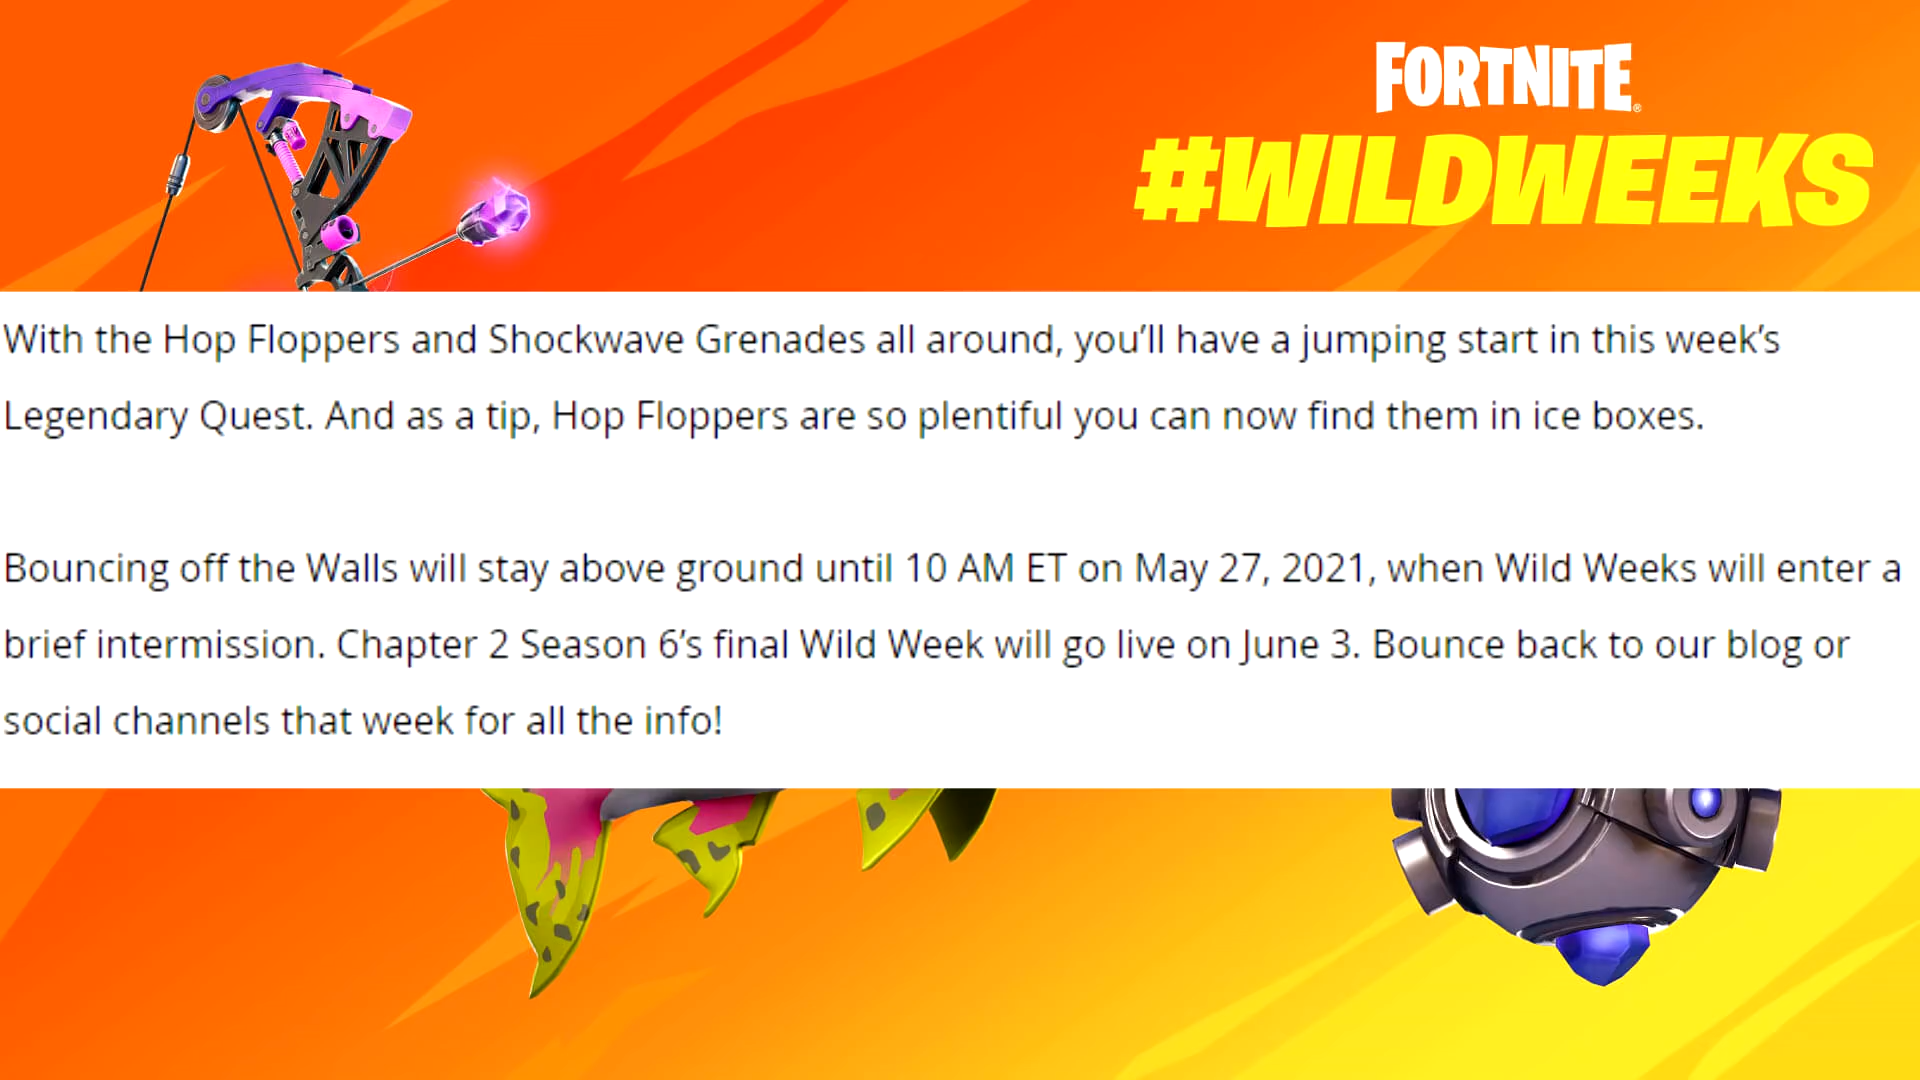 FORTNITE
#WILDWEEKS
With the Hop Floppers and Shockwave Grenades all around, you’ll have a jumping start in this week’s
Legendary Quest. And as a tip, Hop Floppers are so plentiful you can now find them in ice boxes.
Bouncing off the Walls will stay above ground until 10 AM ET on May 27, 2021, when Wild Weeks will enter a
brief intermission. Chapter 2 Season 6’s final Wild Week will go live on June 3. Bounce back to our blog or
social channels that week for all the info!